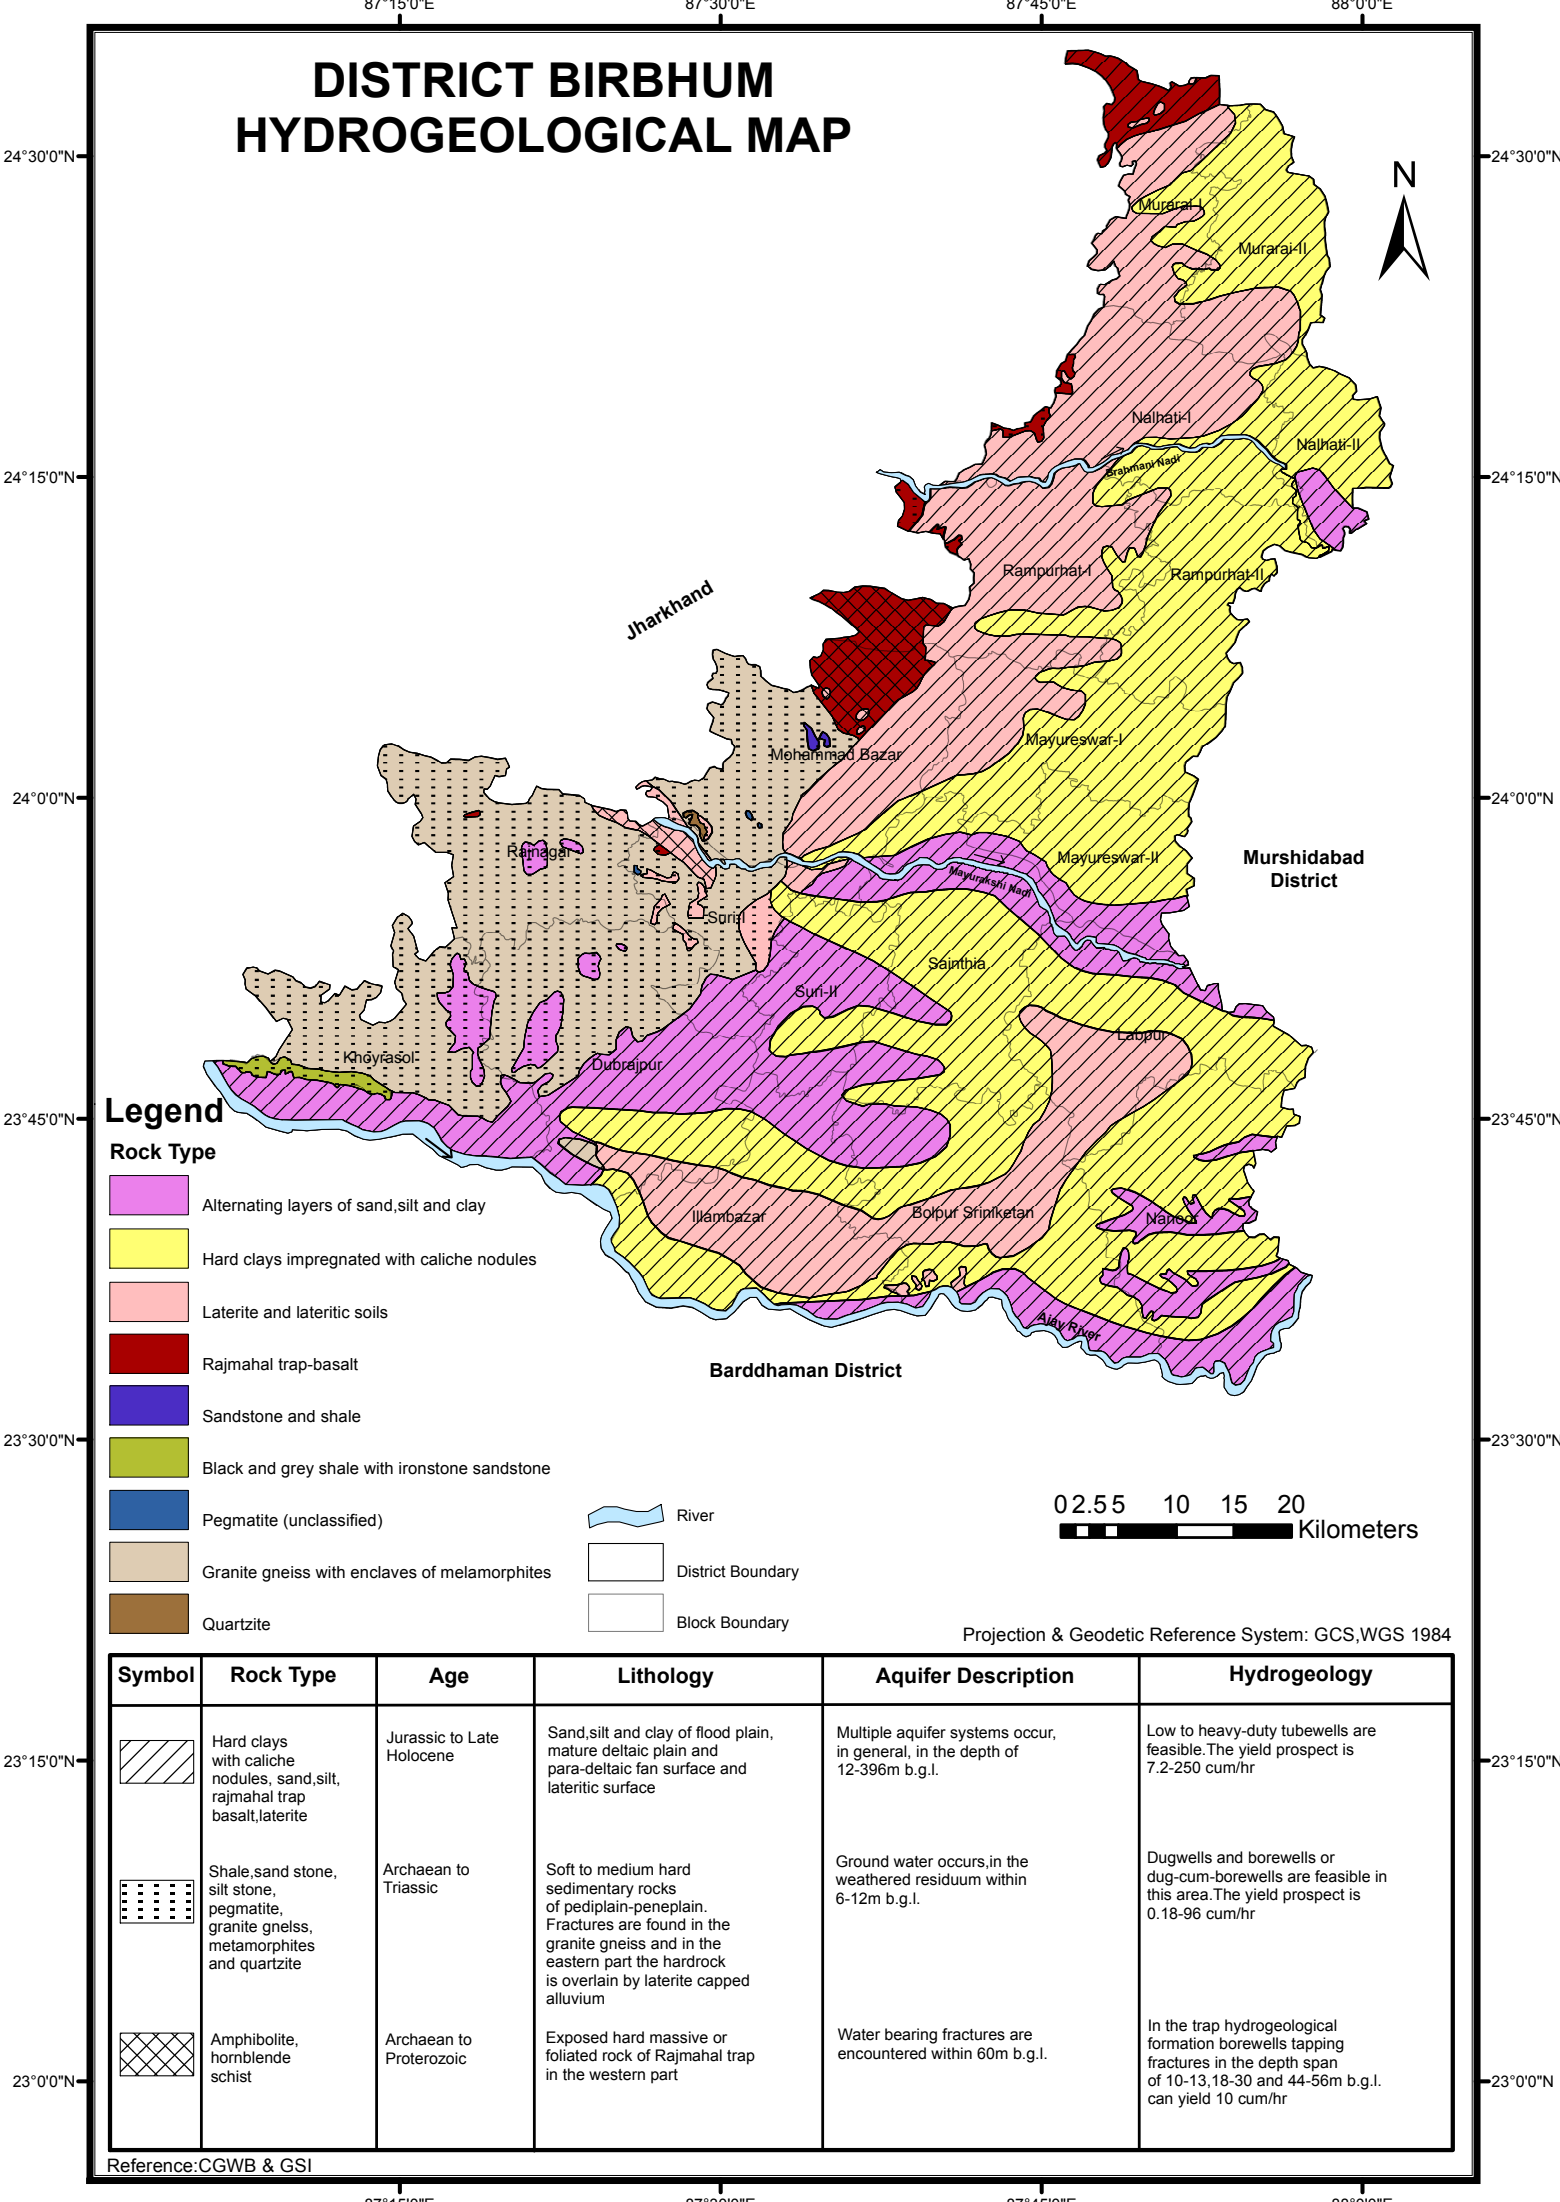 87°15'0"E
87°30'0"E
87°45'0"E
88°0'0"E
DISTRICT BIRBHUM
HYDROGEOLOGICAL MAP
24°30'0"N
24°30'0"N
N
Murarai-I
Murarai-II
Nalhati-I
Nalhati-II
Brahmani Nadi
24°15'0"N
24°15'0"N
Rampurhat-I
Rampurhat-II
Jharkhand
Mayureswar-I
Mohammad Bazar
24°0'0"N
24°0'0"N
Rajnagar
Mayureswar-II
Murshidabad
District
Mayurakshi Nadi
Suri-I
Sainthia
Suri-II
Labpur
Khoyrasol
Dubrajpur
23°45'0"N
23°45'0"N
Illambazar
Bolpur Sriniketan
Nanoor
Ajay River
Barddhaman District
Legend
Rock Type
Alternating layers of sand,silt and clay
Hard clays impregnated with caliche nodules
Laterite and lateritic soils
Rajmahal trap-basalt
Sandstone and shale
23°30'0"N
23°30'0"N
Black and grey shale with ironstone sandstone
Pegmatite (unclassified)
Granite gneiss with enclaves of melamorphites
Quartzite
River
District Boundary
Block Boundary
0 2.5 5 10 15 20
Kilometers
Projection & Geodetic Reference System: GCS,WGS 1984
Symbol Rock Type Age Lithology Aquifer Description Hydrogeology
23°15'0"N
23°15'0"N
Hard clays
with caliche
nodules, sand,silt,
rajmahal trap
basalt,laterite
Jurassic to Late
Holocene
Sand,silt and clay of flood plain,
mature deltaic plain and
para-deltaic fan surface and
lateritic surface
Multiple aquifer systems occur,
in general, in the depth of
12-396m b.g.l.
Low to heavy-duty tubewells are
feasible.The yield prospect is
7.2-250 cum/hr
Shale,sand stone,
silt stone,
pegmatite,
granite gnelss,
metamorphites
and quartzite
Archaean to
Triassic
Soft to medium hard
sedimentary rocks
of pediplain-peneplain.
Fractures are found in the
granite gneiss and in the
eastern part the hardrock
is overlain by laterite capped
alluvium
Ground water occurs,in the
weathered residuum within
6-12m b.g.l.
Dugwells and borewells or
dug-cum-borewells are feasible in
this area.The yield prospect is
0.18-96 cum/hr
23°0'0"N
23°0'0"N
Amphibolite,
hornblende
schist
Archaean to
Proterozoic
Exposed hard massive or
foliated rock of Rajmahal trap
in the western part
Water bearing fractures are
encountered within 60m b.g.l.
In the trap hydrogeological
formation borewells tapping
fractures in the depth span
of 10-13,18-30 and 44-56m b.g.l.
can yield 10 cum/hr
Reference:CGWB & GSI
87°15'0"E
87°30'0"E
87°45'0"E
88°0'0"E